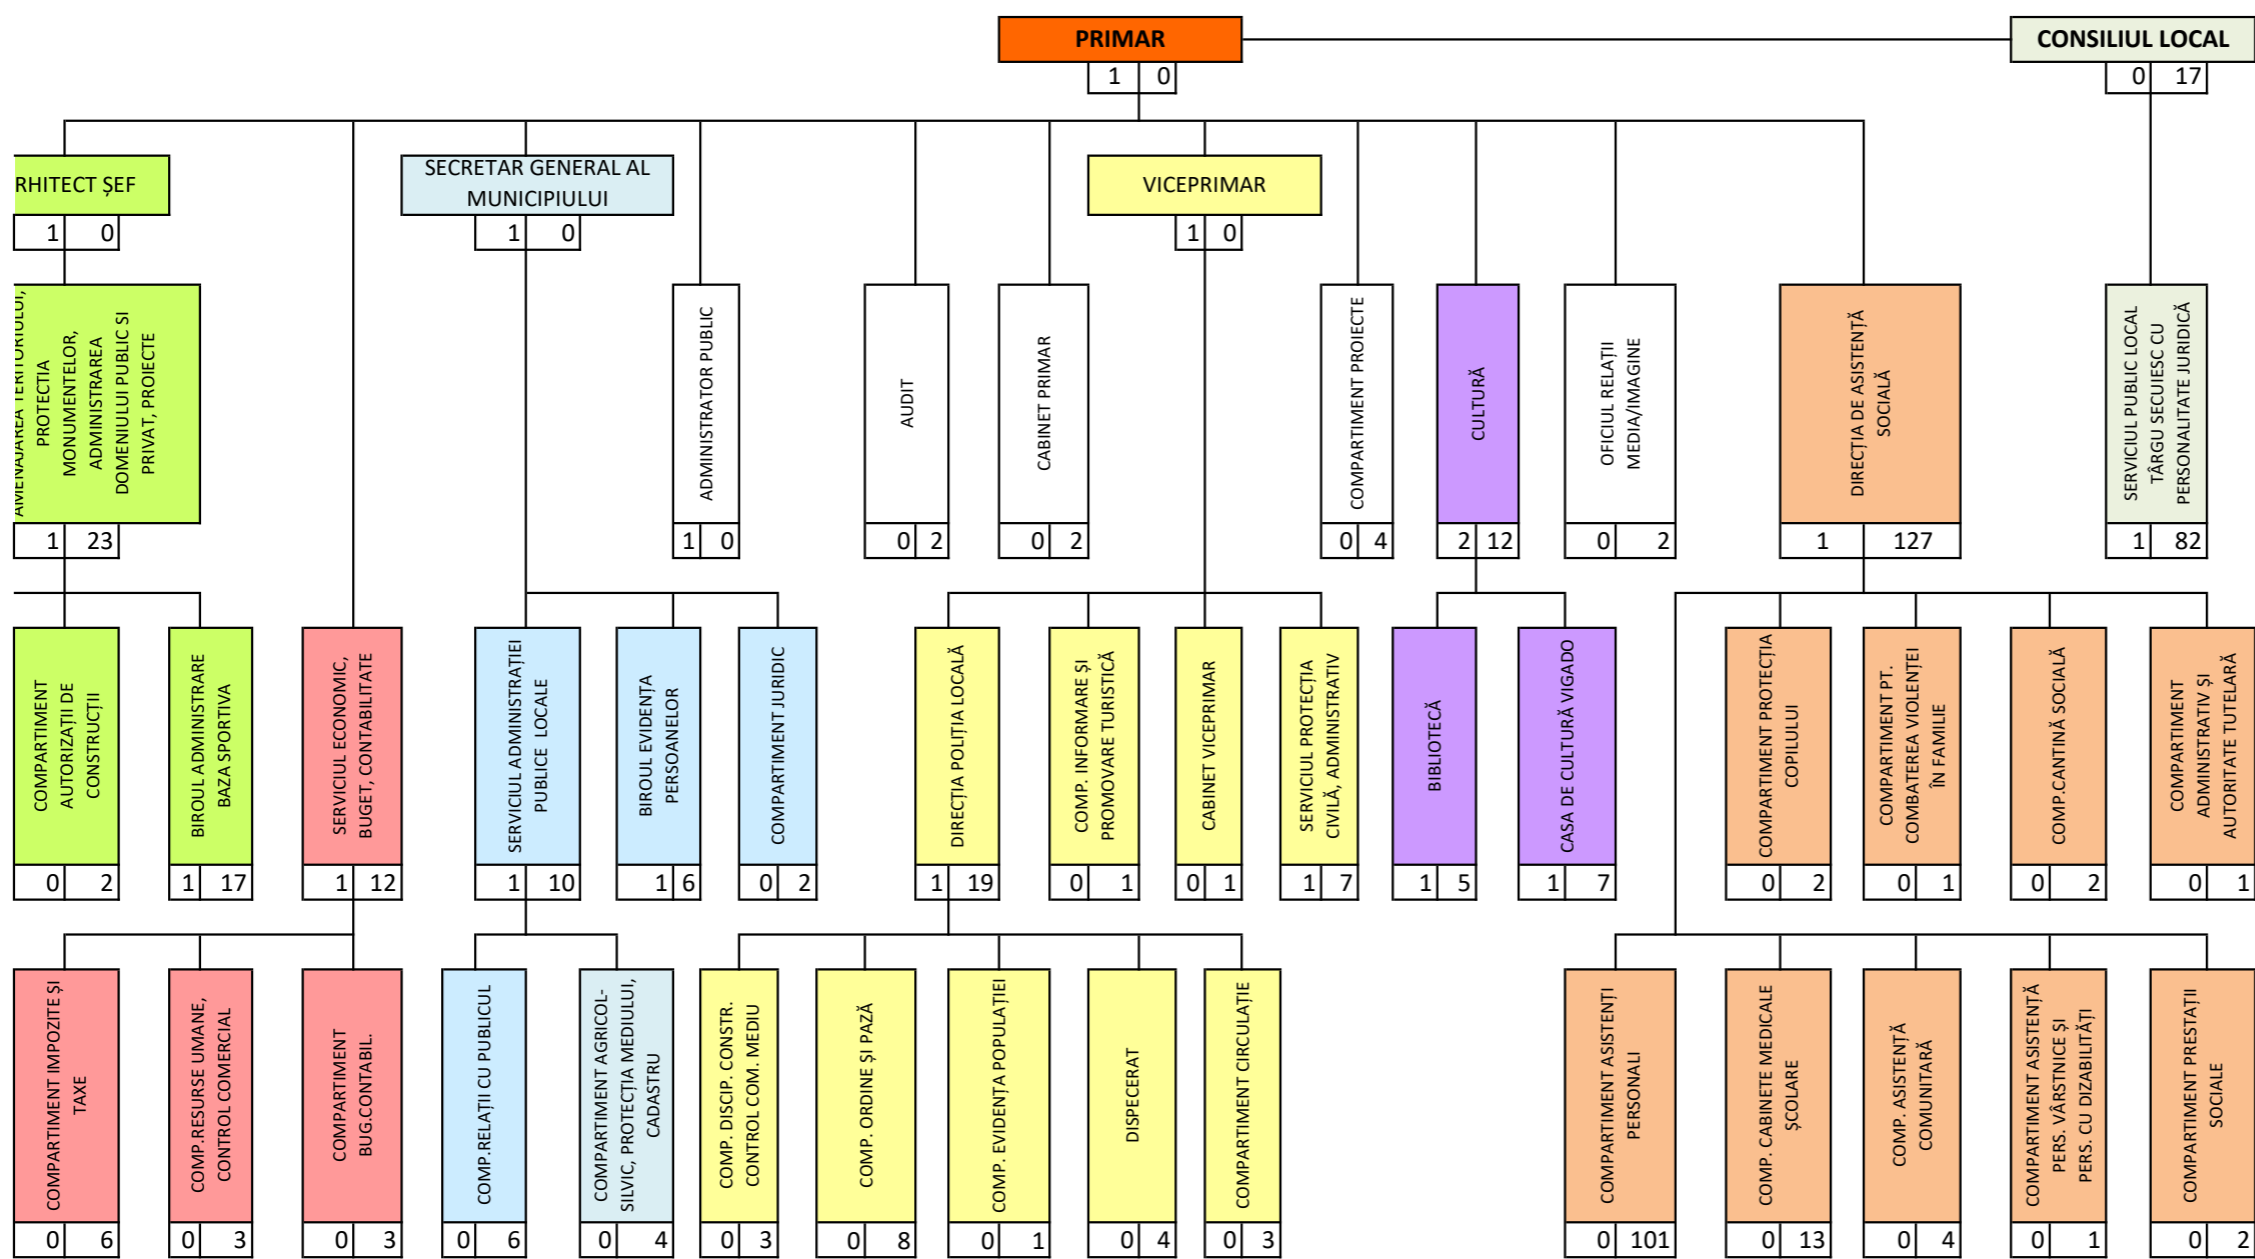 PRIMAR
CONSILIUL LOCAL
1 0
0 17
RHITECT ȘEF
SECRETAR GENERAL AL
MUNICIPIULUI
VICEPRIMAR
1 0
1 0
1 0
AMENAJAREA TERITORIULUI,
PROTECTIA
MONUMENTELOR,
ADMINISTRAREA
DOMENIULUI PUBLIC SI
PRIVAT, PROIECTE
ADMINISTRATOR PUBLIC
AUDIT
CABINET PRIMAR
COMPARTIMENT PROIECTE
CULTURĂ
OFICIUL RELAȚII
MEDIA/IMAGINE
DIRECȚIA DE ASISTENȚĂ
SOCIALĂ
SERVICIUL PUBLIC LOCAL
TÂRGU SECUIESC CU
PERSONALITATE JURIDICĂ
1 23
1 0
0 2
0 2
0 4
2 12
0 2
1 127
1 82
COMPARTIMENT
AUTORIZAȚII DE
CONSTRUCȚII
BIROUL ADMINISTRARE
BAZA SPORTIVA
SERVICIUL ECONOMIC,
BUGET, CONTABILITATE
SERVICIUL ADMINISTRAȚIEI
PUBLICE LOCALE
BIROUL EVIDENȚA
PERSOANELOR
COMPARTIMENT JURIDIC
DIRECȚIA POLIȚIA LOCALĂ
COMP. INFORMARE ȘI
PROMOVARE TURISTICĂ
CABINET VICEPRIMAR
SERVICIUL PROTECȚIA
CIVILĂ, ADMINISTRATIV
BIBLIOTECĂ
CASA DE CULTURĂ VIGADO
COMPARTIMENT PROTECȚIA
COPILULUI
COMPARTIMENT PT.
COMBATEREA VIOLENȚEI
ÎN FAMILIE
COMP.CANTINĂ SOCIALĂ
COMPARTIMENT
ADMINISTRATIV ȘI
AUTORITATE TUTELARĂ
0 2
1 17
1 12
1 10
1 6
0 2
1 19
0 1
0 1
1 7
1 5
1 7
0 2
0 1
0 2
0 1
COMPARTIMENT IMPOZITE ȘI
TAXE
COMP.RESURSE UMANE,
CONTROL COMERCIAL
COMPARTIMENT
BUG.CONTABIL.
COMP.RELAȚII CU PUBLICUL
COMPARTIMENT AGRICOL-
SILVIC, PROTECȚIA MEDIULUI,
CADASTRU
COMP. DISCIP. CONSTR.
CONTROL COM. MEDIU
COMP. ORDINE ȘI PAZĂ
COMP. EVIDENȚA POPULAȚIEI
DISPECERAT
COMPARTIMENT CIRCULAȚIE
COMPARTIMENT ASISTENȚI
PERSONALI
COMP. CABINETE MEDICALE
ȘCOLARE
COMP. ASISTENȚĂ
COMUNITARĂ
COMPARTIMENT ASISTENȚĂ
PERS. VÂRSTNICE ȘI
PERS. CU DIZABILITĂȚI
COMPARTIMENT PRESTAȚII
SOCIALE
0 6
0 3
0 3
0 6
0 4
0 3
0 8
0 1
0 4
0 3
0 101
0 13
0 4
0 1
0 2